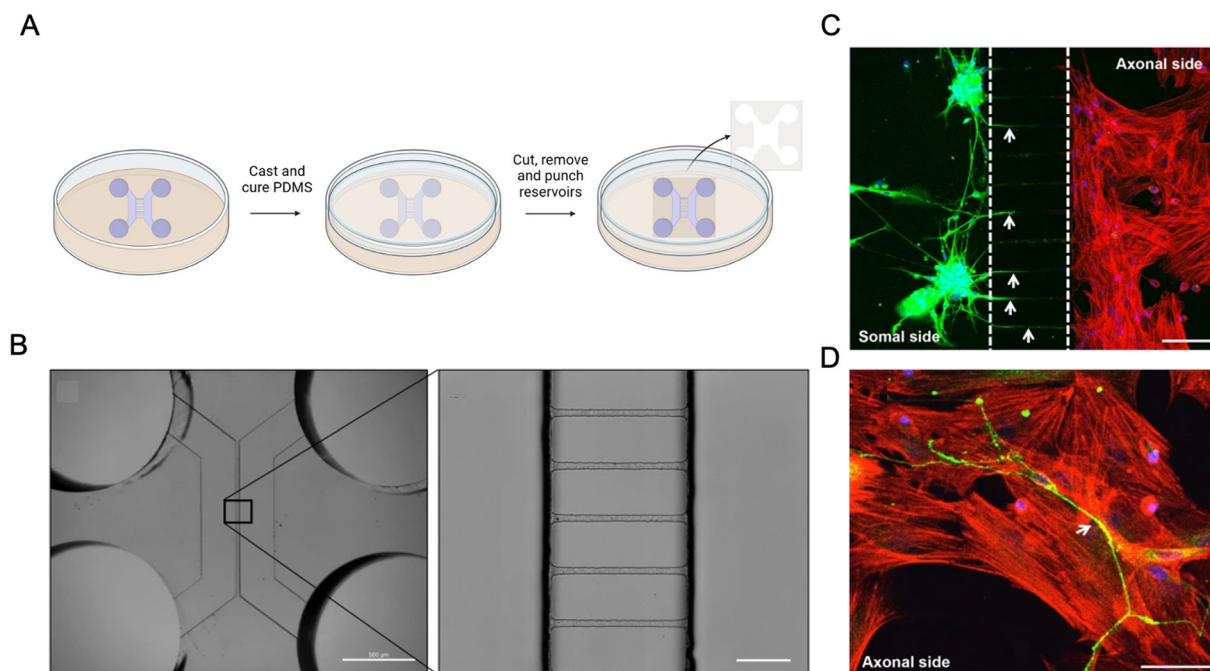 A
Cast and
cure PDMS
Cut, remove
and punch
reservoirs
B
500 µm
C
Axonal side
Somal side
D
Axonal side